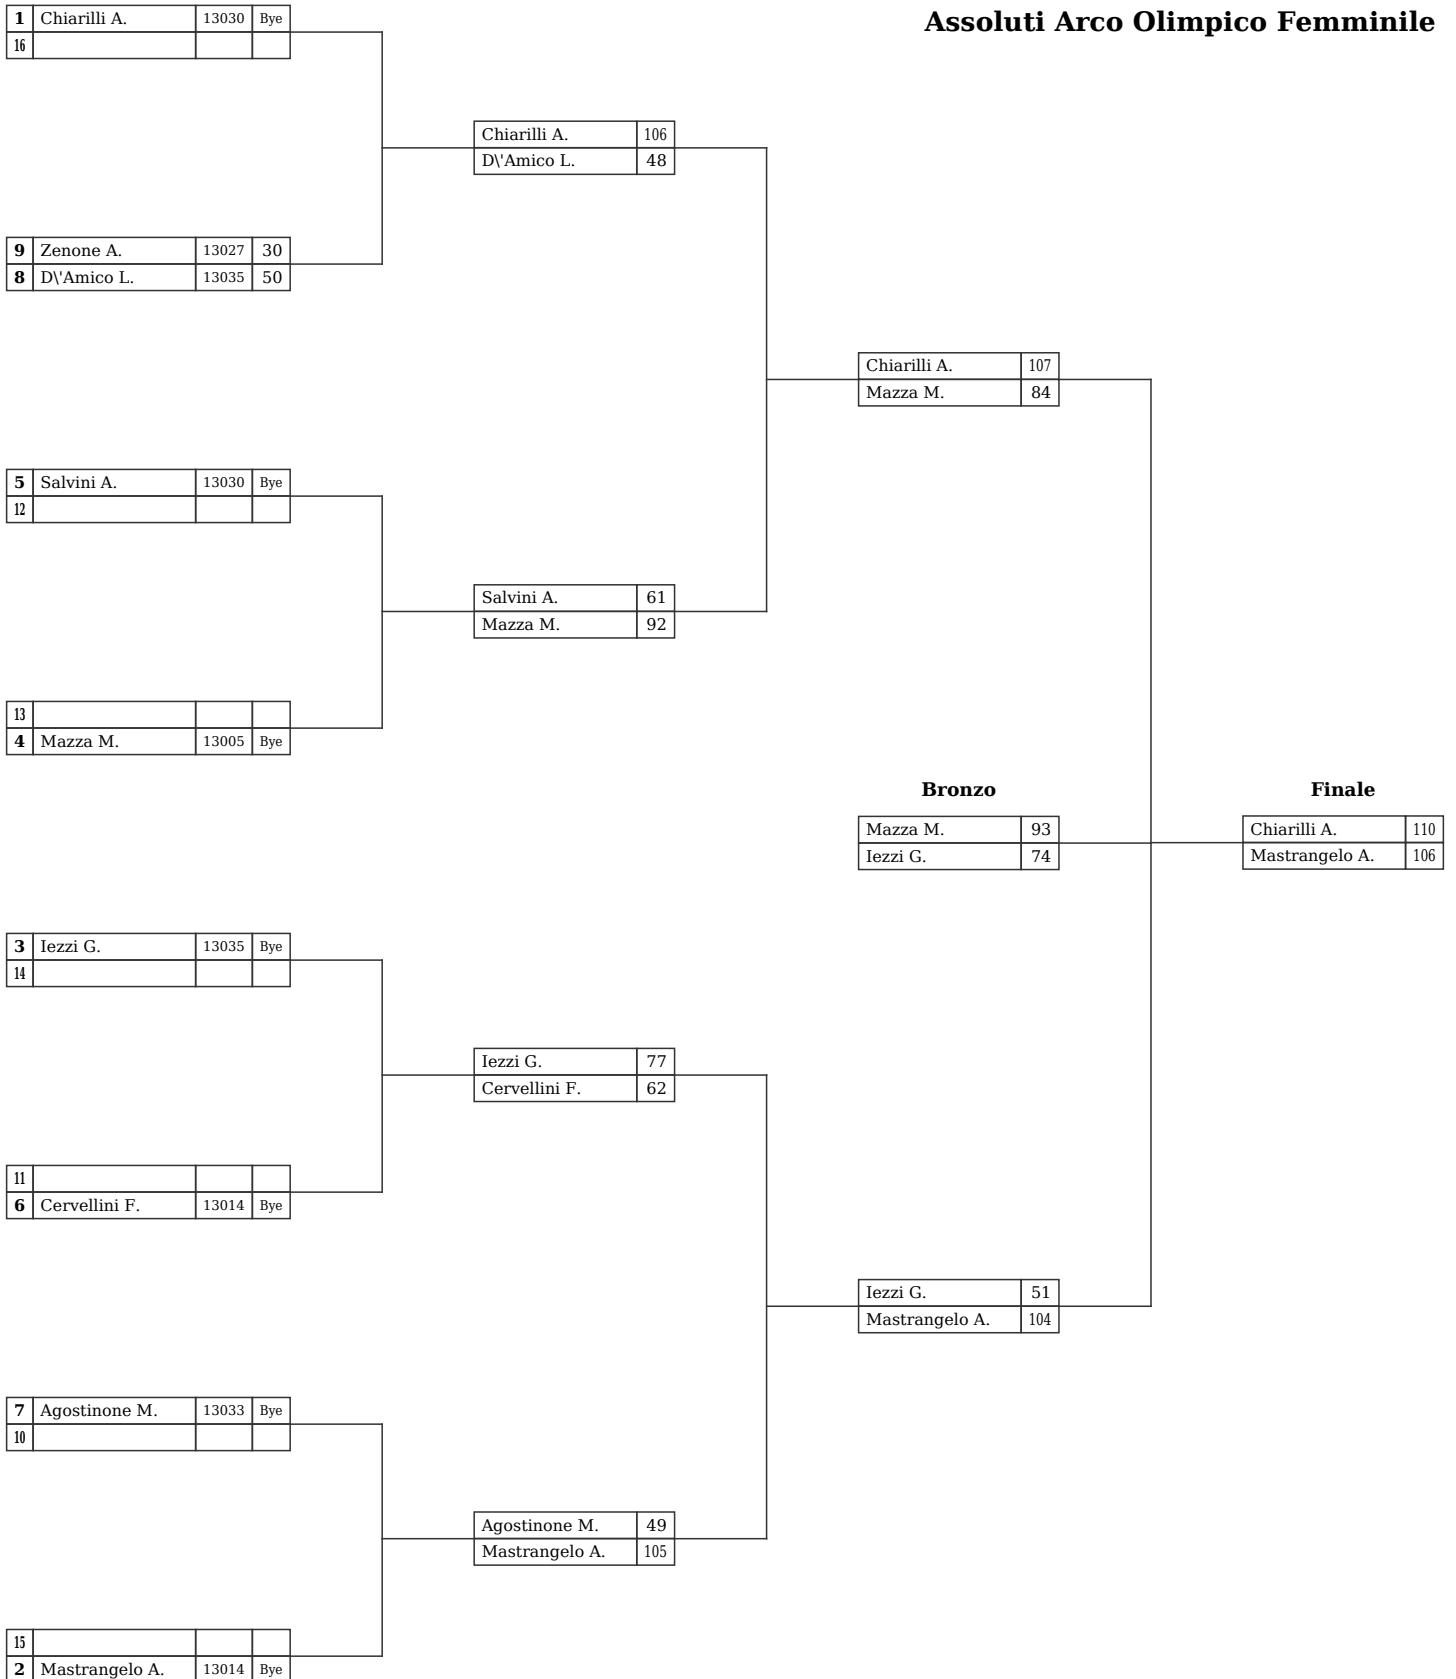 Assoluti Arco Olimpico Femminile
1 Chiarilli A. 13030 Bye
16
Chiarilli A. 106
D\'Amico L. 48
9 Zenone A. 13027 30
8 D\'Amico L. 13035 50
Chiarilli A. 107
Mazza M. 84
5 Salvini A. 13030 Bye
12
Salvini A. 61
Mazza M. 92
13
4 Mazza M. 13005 Bye
Bronzo
Mazza M. 93
Iezzi G. 74
Finale
Chiarilli A. 110
Mastrangelo A. 106
3 Iezzi G. 13035 Bye
14
Iezzi G. 77
Cervellini F. 62
11
6 Cervellini F. 13014 Bye
Iezzi G. 51
Mastrangelo A. 104
7 Agostinone M. 13033 Bye
10
Agostinone M. 49
Mastrangelo A. 105
15
2 Mastrangelo A. 13014 Bye